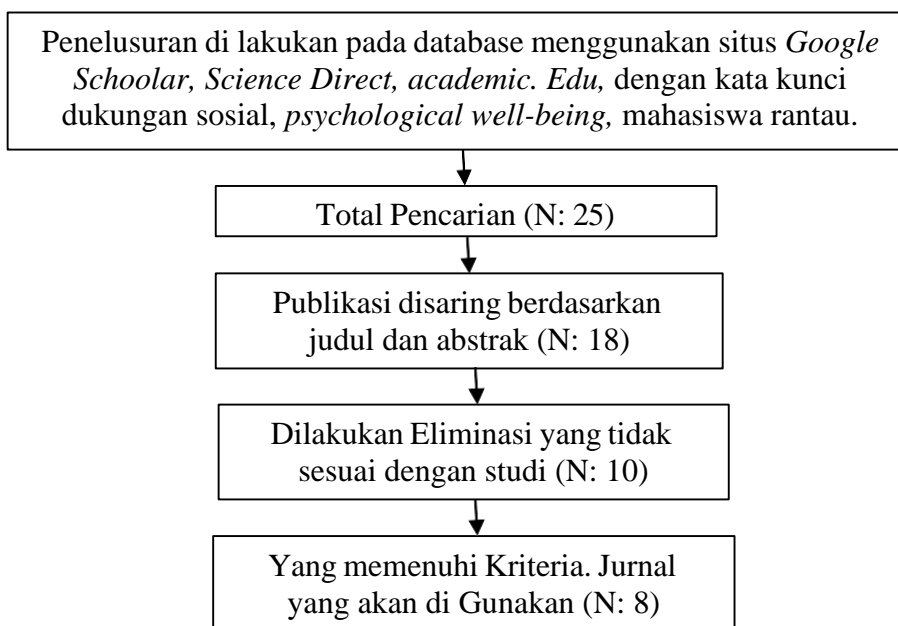 Penelusuran di lakukan pada database menggunakan situs Google
Schoolar, Science Direct, academic. Edu, dengan kata kunci
dukungan sosial, psychological well-being, mahasiswa rantau.
Total Pencarian (N: 25)
Publikasi disaring berdasarkan
judul dan abstrak (N: 18)
Dilakukan Eliminasi yang tidak
sesuai dengan studi (N: 10)
Yang memenuhi Kriteria. Jurnal
yang akan di Gunakan (N: 8)